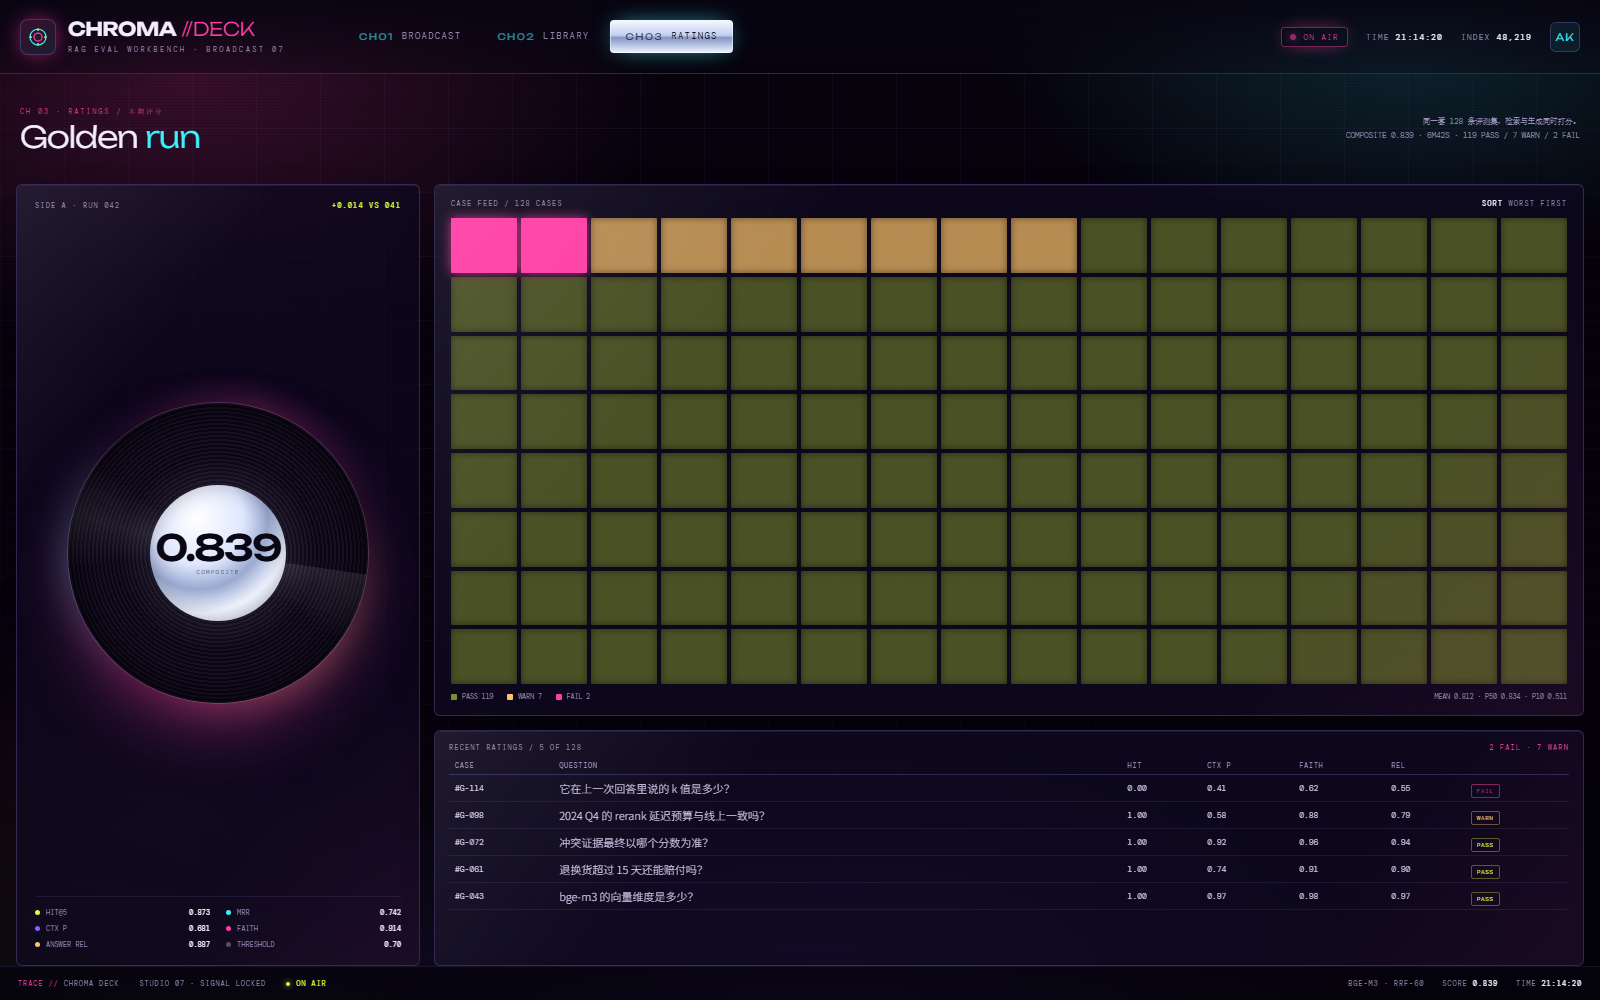 CHROMA //DECK
RAG EVAL WORKBENCH · BROADCAST 07
CH01 BROADCAST
CH02 LIBRARY
CH03 RATINGS
ON AIR
TIME 21:14:20
INDEX 48,219
AK
CH 03 · RATINGS / 本期评分
Golden run
同一套 128 条评测集，检索与生成同时打分。
COMPOSITE 0.839 · 6M42S · 119 PASS / 7 WARN / 2 FAIL
SIDE A · RUN 042
+0.014 VS 041
0.839
COMPOSITE
HIT@5 0.873
MRR 0.742
CTX P 0.681
FAITH 0.914
ANSWER REL 0.887
THRESHOLD 0.70
CASE FEED / 128 CASES
SORT WORST FIRST
PASS 119
WARN 7
FAIL 2
MEAN 0.812 · P50 0.834 · P10 0.511
RECENT RATINGS / 5 OF 128
2 FAIL · 7 WARN
CASE QUESTION HIT CTX P FAITH REL
#G-114 它在上一次回答里说的 k 值是多少？ 0.00 0.41 0.62 0.55 FAIL
#G-098 2024 Q4 的 rerank 延迟预算与线上一致吗？ 1.00 0.58 0.88 0.79 WARN
#G-072 冲突证据最终以哪个分数为准？ 1.00 0.92 0.96 0.94 PASS
#G-061 退换货超过 15 天还能赔付吗？ 1.00 0.74 0.91 0.90 PASS
#G-043 bge-m3 的向量维度是多少？ 1.00 0.97 0.98 0.97 PASS
TRACE // CHROMA DECK
STUDIO 07 · SIGNAL LOCKED
ON AIR
BGE-M3 · RRF-60
SCORE 0.839
TIME 21:14:20